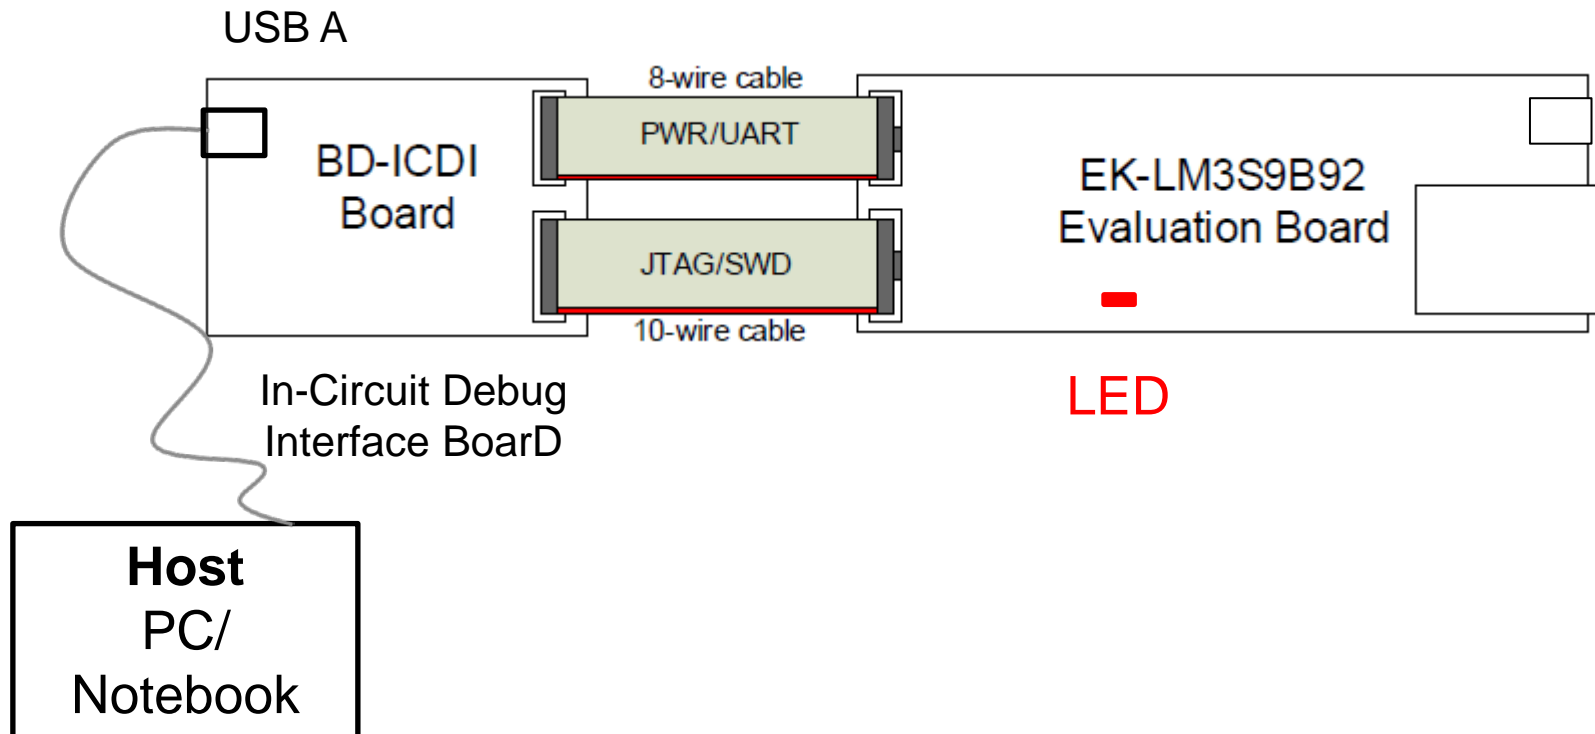 USB A
8-wire cable
PWR/UART
BD-ICDI
Board
EK-LM3S9B92
Evaluation Board
JTAG/SWD
10-wire cable
In-Circuit Debug
Interface BoarD
LED
Host
PC/
Notebook